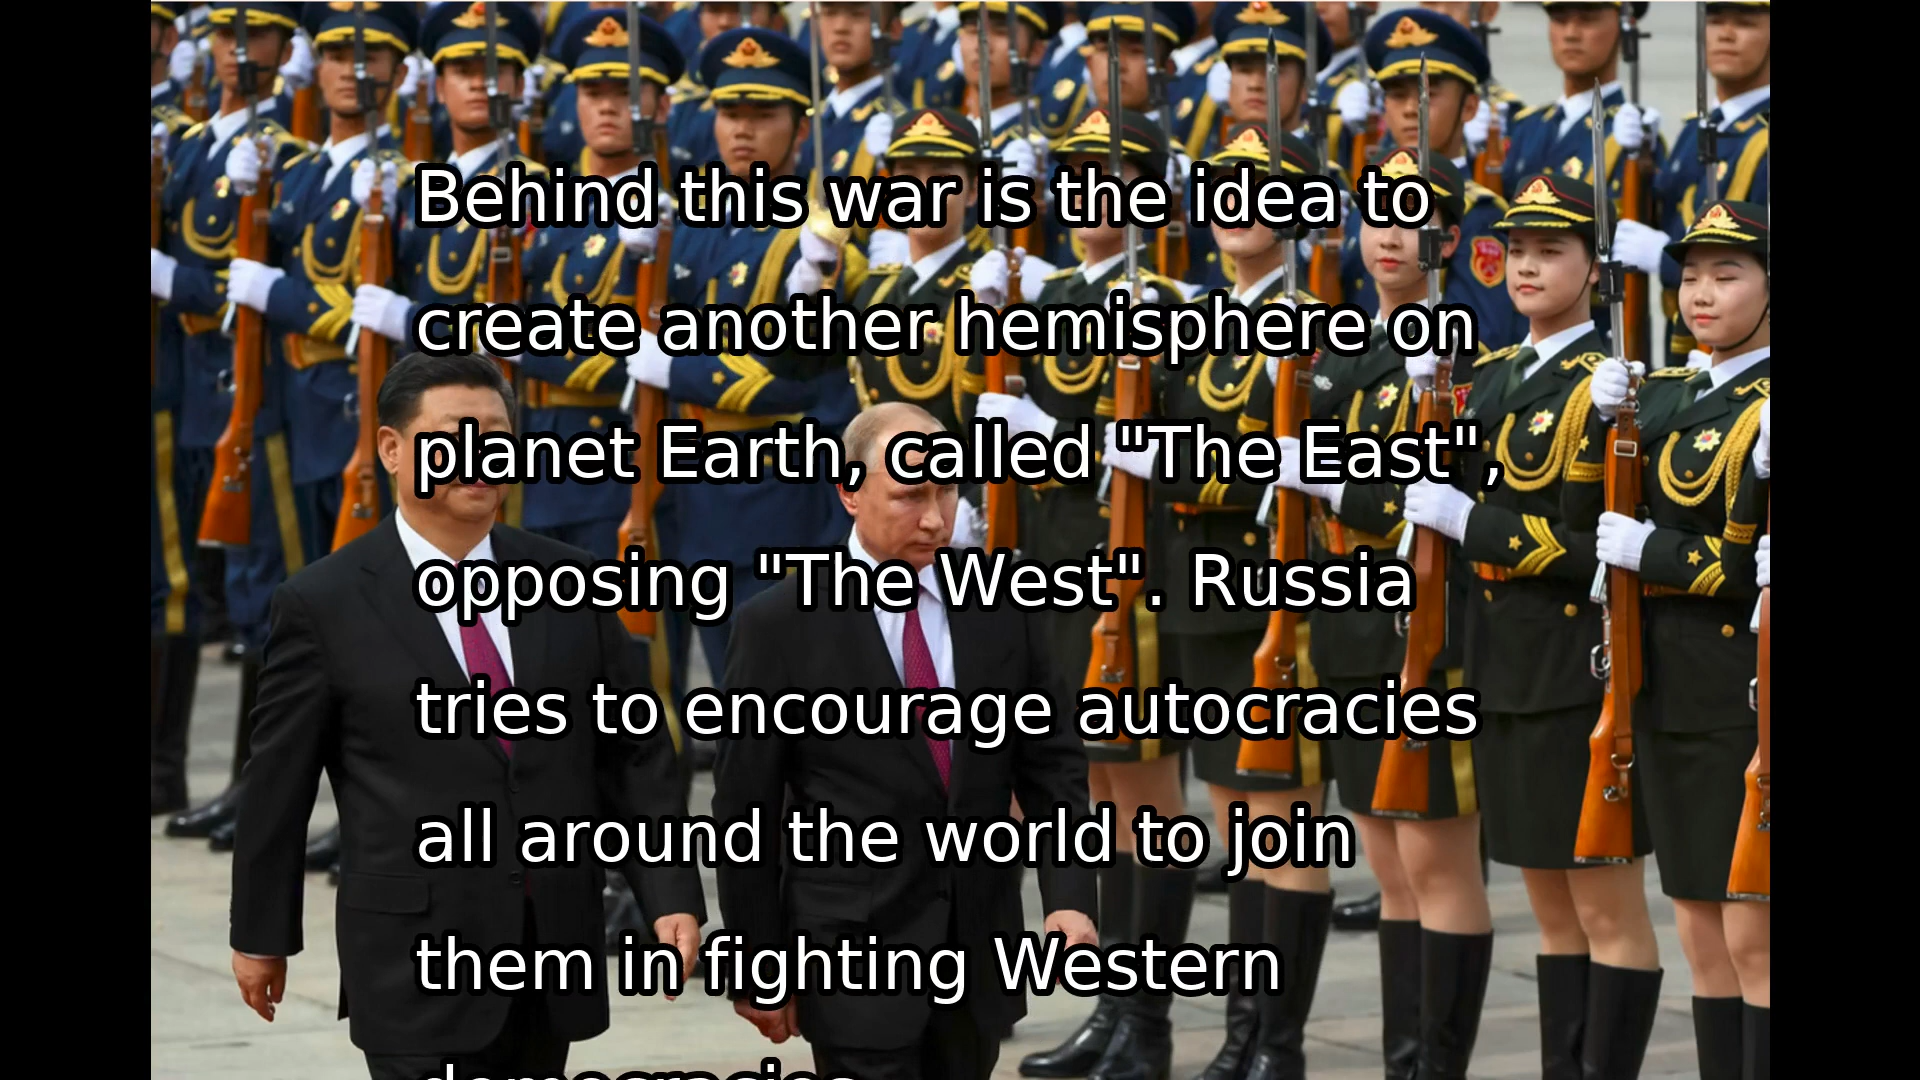 Behind this war is the idea to
create another hemisphere on
planet Earth, called "The East",
opposing "The West". Russia
tries to encourage autocracies
all around the world to join
them in fighting Western
democracies